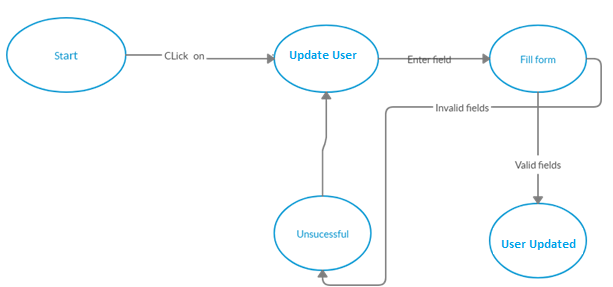 Start
CLick on
Update User
Enter field
Fill form
Invalid fields
Valid fields
Unsucessful
User Updated